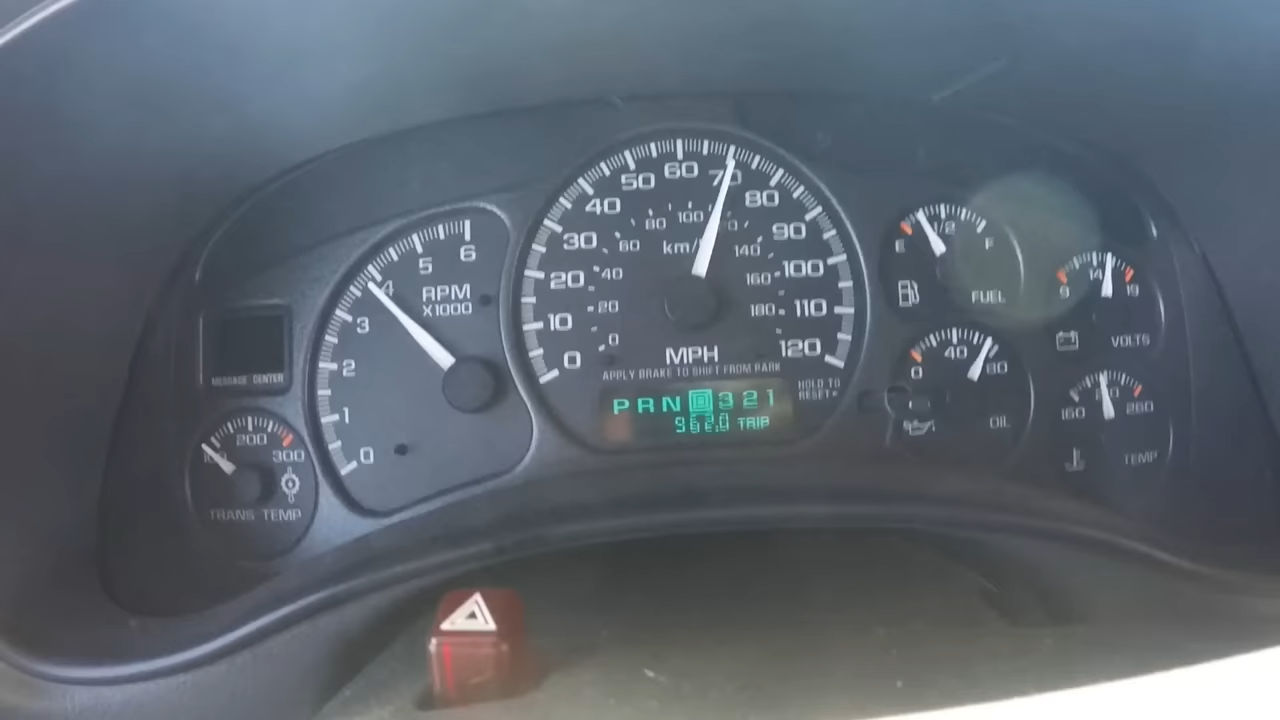 6
5
4
3
2
1
0
RPM
X1000
MESSAGE CENTER
200
300
TRANS TEMP
0
10
20
30
40
50
60
70
80
90
100
110
120
0
20
40
60
80
100
140
160
180
km/
MPH
APPLY BRAKE TO SHIFT FROM PARK
PRN D 321
TRIP
HOLD TO
RESET
E 1/2 F
FUEL
0 40 80
OIL
9 14 19
VOLTS
160 260
TEMP